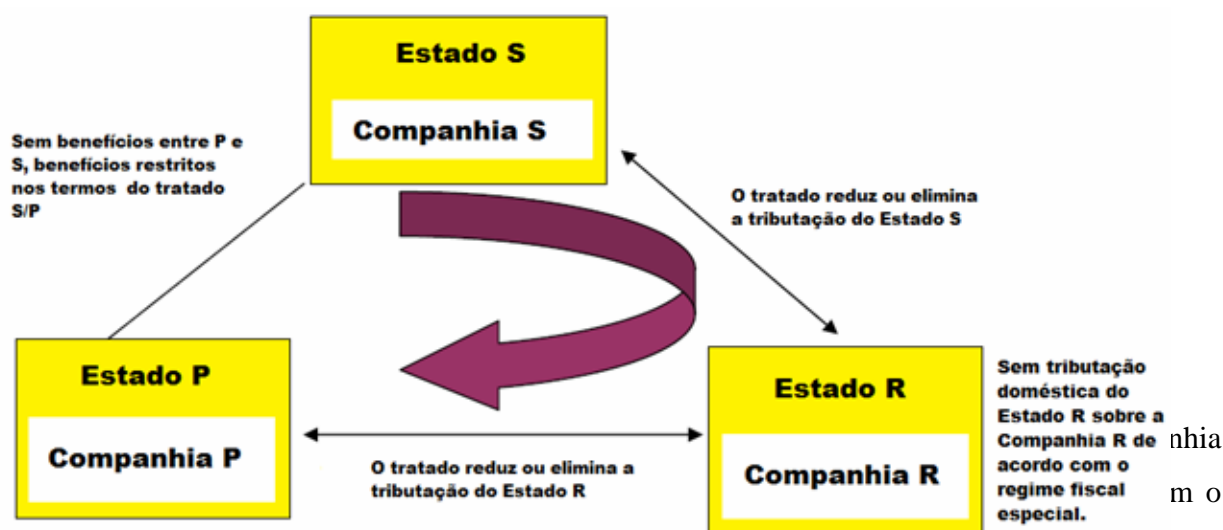 Estado S
Companhia S
Sem benefícios entre P e
S, benefícios restritos
nos termos do tratado
S/P
O tratado reduz ou elimina
a tributação do Estado S
Estado P
Companhia P
O tratado reduz ou elimina a
tributação do Estado R
Estado R
Companhia R
Sem tributação
doméstica do
Estado R sobre a
Companhia R de
acordo com o
regime fiscal
especial.
nhia
m o